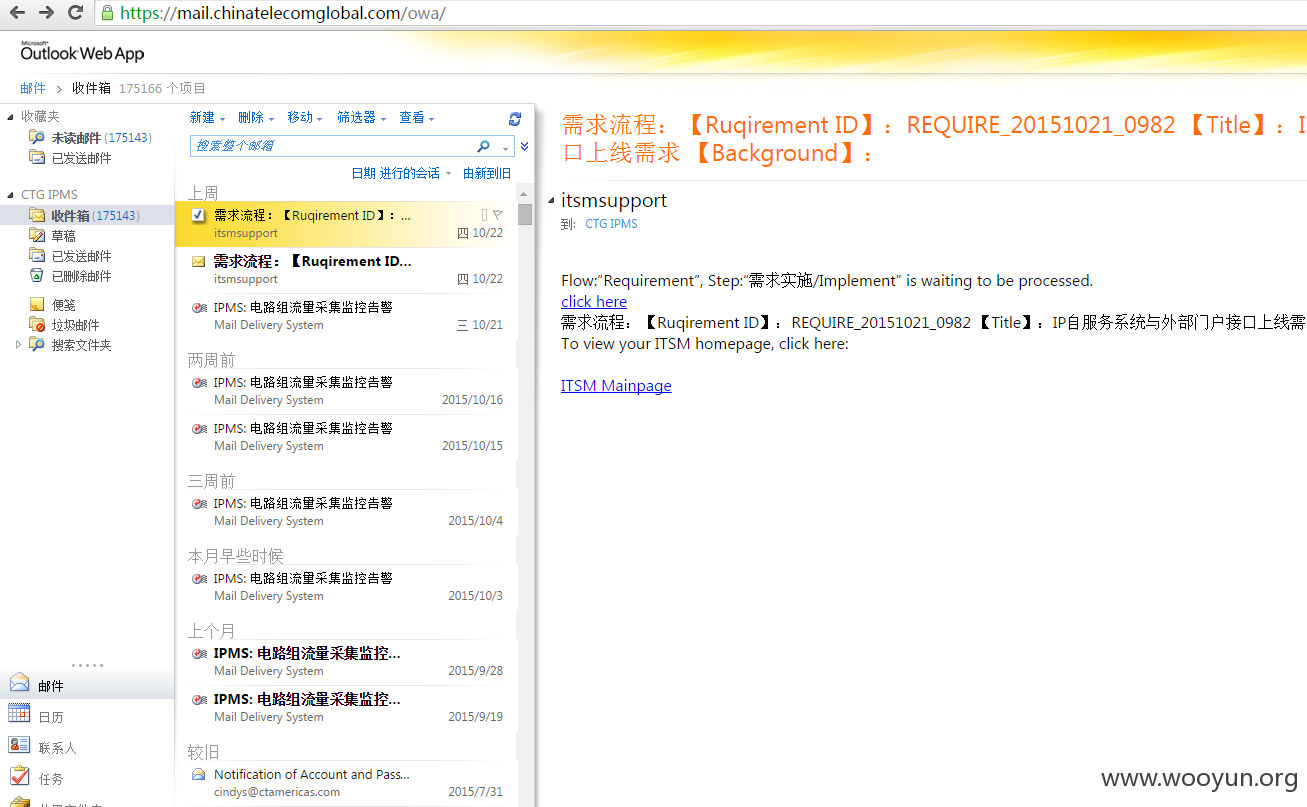 https://mail.chinatelecomglobal.com/owa/
Microsoft®
Outlook Web App
邮件 > 收件箱 175166 个项目
收藏夹
未读邮件 (175143)
已发送邮件
CTG IPMS
收件箱 (175143)
草稿
已发送邮件
已删除邮件
便笺
垃圾邮件
搜索文件夹
邮件
日历
联系人
任务
新建 删除 移动 筛选器 查看
搜索整个邮箱
日期 进行的会话 由新到旧
上周
需求流程：【Ruqirement ID】：...
itsmsupport 四 10/22
需求流程：【Ruqirement ID...
itsmsupport 四 10/22
IPMS: 电路组流量采集监控告警
Mail Delivery System 三 10/21
两周前
IPMS: 电路组流量采集监控告警
Mail Delivery System 2015/10/16
IPMS: 电路组流量采集监控告警
Mail Delivery System 2015/10/15
三周前
IPMS: 电路组流量采集监控告警
Mail Delivery System 2015/10/4
本月早些时候
IPMS: 电路组流量采集监控告警
Mail Delivery System 2015/10/3
上个月
IPMS: 电路组流量采集监控...
Mail Delivery System 2015/9/28
IPMS: 电路组流量采集监控...
Mail Delivery System 2015/9/19
较旧
Notification of Account and Pass...
cindys@ctamericas.com 2015/7/31
需求流程：【Ruqirement ID】：REQUIRE_20151021_0982 【Title】：I
口上线需求 【Background】：
itsmsupport
到: CTG IPMS
Flow:“Requirement”, Step:“需求实施/Implement” is waiting to be processed.
click here
需求流程：【Ruqirement ID】：REQUIRE_20151021_0982 【Title】：IP自服务系统与外部门户接口上线需
To view your ITSM homepage, click here:
ITSM Mainpage
www.wooyun.org